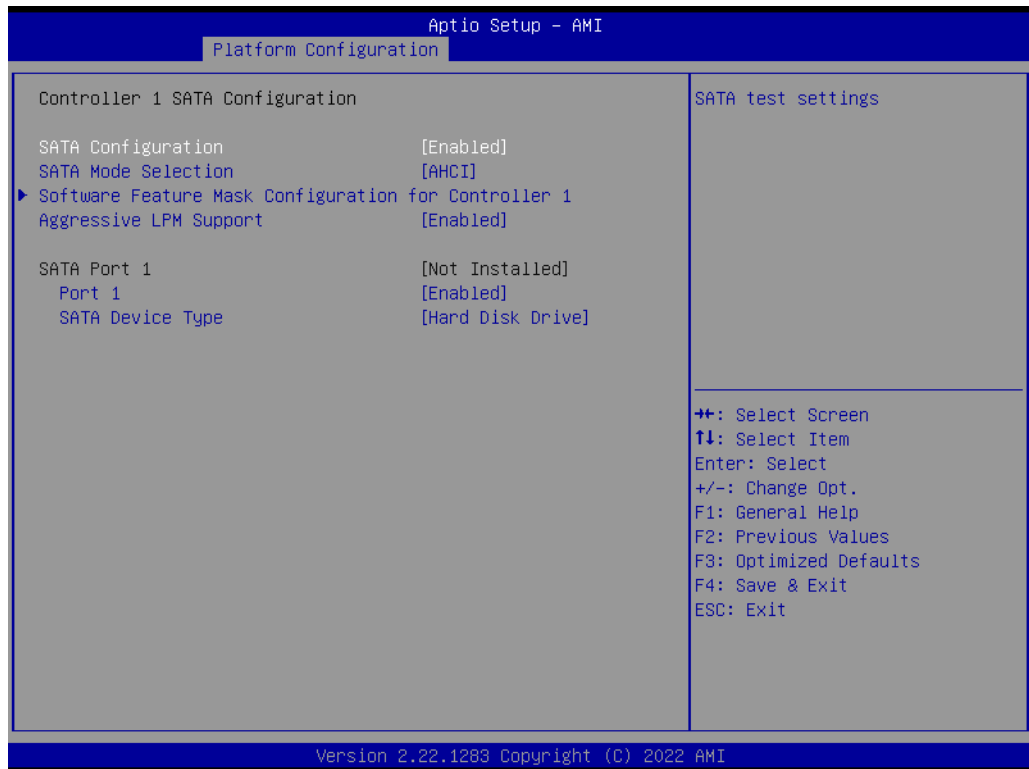 Aptio Setup – AMI
Platform Configuration
Controller 1 SATA Configuration
SATA Configuration [Enabled]
SATA Mode Selection [AHCI]
▶ Software Feature Mask Configuration for Controller 1
Aggressive LPM Support [Enabled]
SATA Port 1 [Not Installed]
Port 1 [Enabled]
SATA Device Type [Hard Disk Drive]
SATA test settings
→←: Select Screen
↑↓: Select Item
Enter: Select
+/-: Change Opt.
F1: General Help
F2: Previous Values
F3: Optimized Defaults
F4: Save & Exit
ESC: Exit
Version 2.22.1283 Copyright (C) 2022 AMI